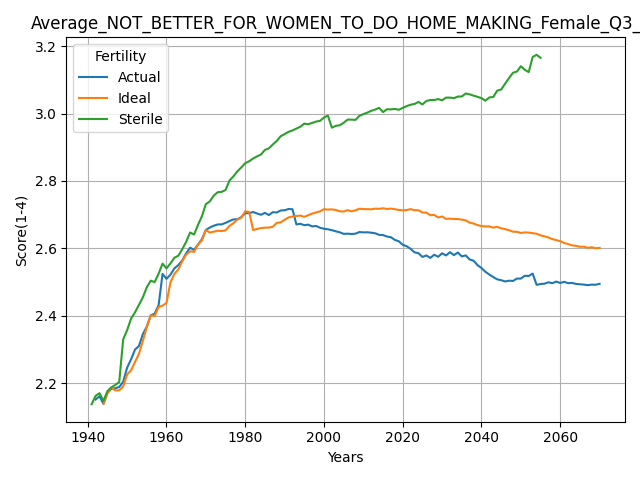 Average_NOT_BETTER_FOR_WOMEN_TO_DO_HOME_MAKING_Female_Q3_
Fertility
Actual
Ideal
Sterile
Score(1-4)
3.2
3.0
2.8
2.6
2.4
2.2
1940 1960 1980 2000 2020 2040 2060
Years